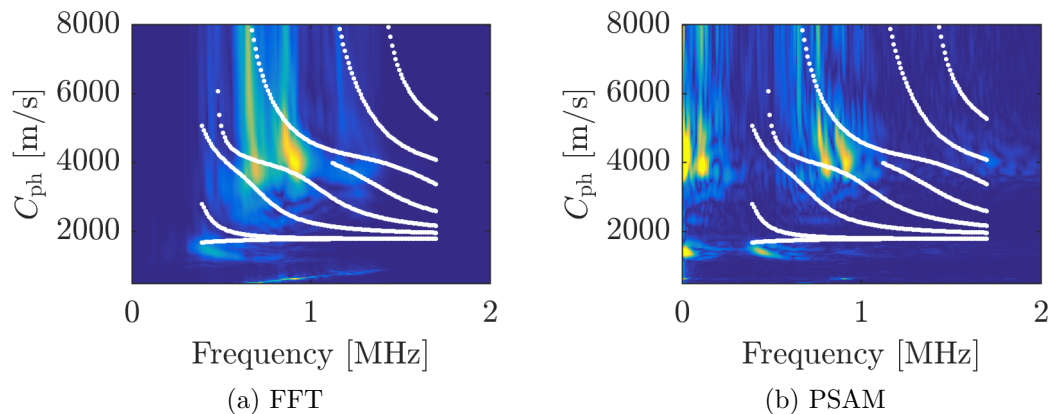 8000
6000
4000
2000
C_ph [m/s]
0 1 2
Frequency [MHz]
(a) FFT
8000
6000
4000
2000
C_ph [m/s]
0 1 2
Frequency [MHz]
(b) PSAM